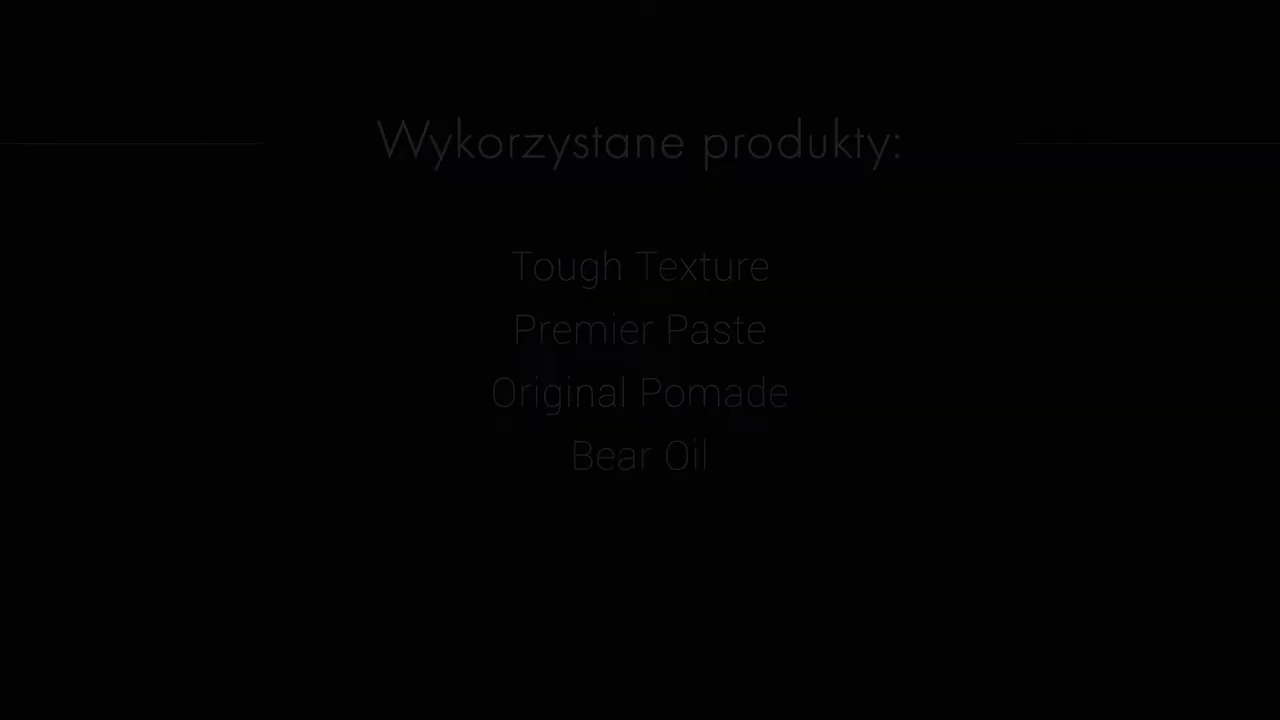 Wykorzystane produkty:
Tough Texture
Premier Paste
Original Pomade
Bear Oil